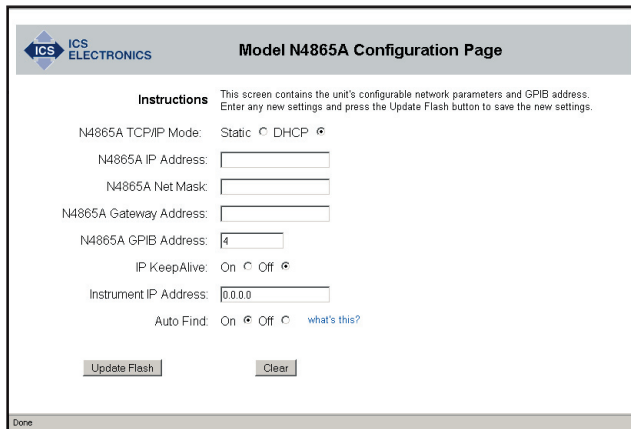 ICS
ICS
ELECTRONICS
Model N4865A Configuration Page
Instructions This screen contains the unit's configurable network parameters and GPIB address.
Enter any new settings and press the Update Flash button to save the new settings.
N4865A TCP/IP Mode: Static DHCP
N4865A IP Address:
N4865A Net Mask:
N4865A Gateway Address:
N4865A GPIB Address: 4
IP KeepAlive: On Off
Instrument IP Address: 0.0.0.0
Auto Find: On Off what's this?
Update Flash Clear
Done